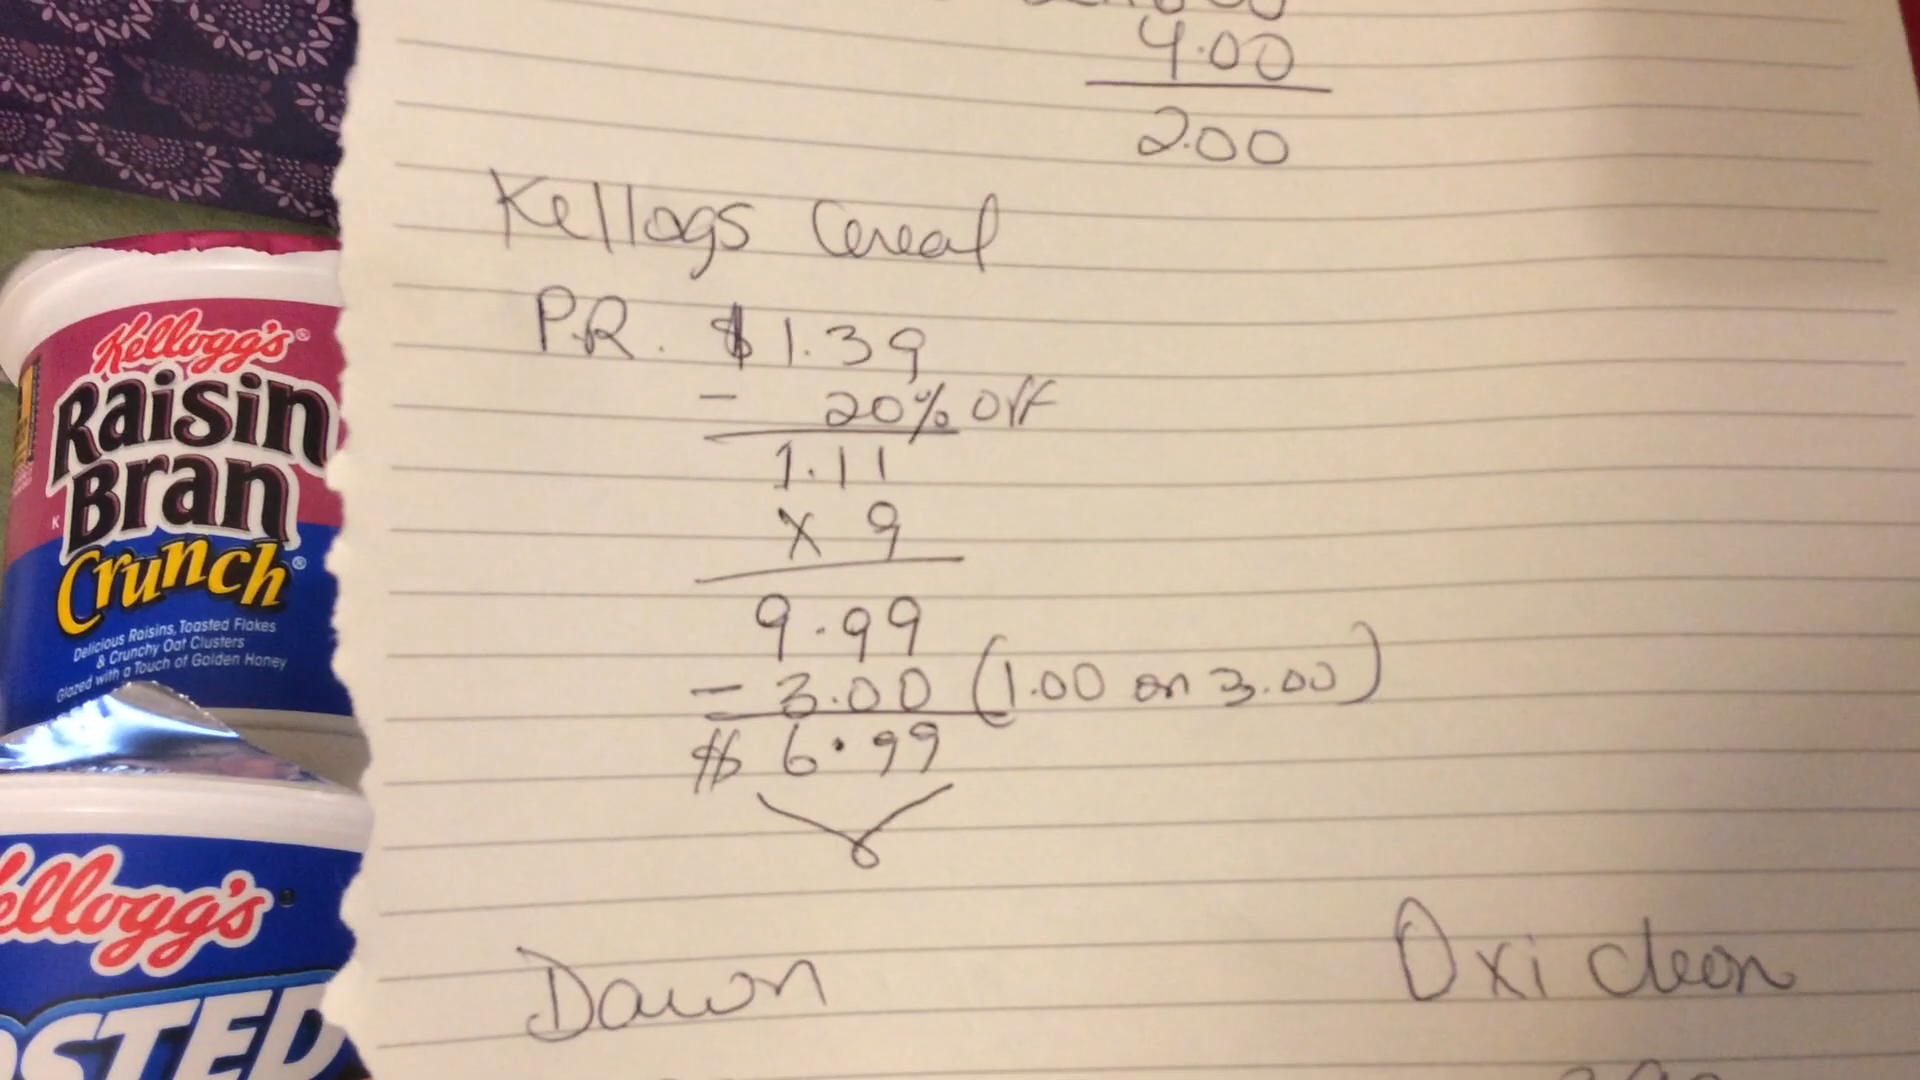 4.00
2.00
Kellogs Cereal
P.R. $1.39
- 20% off
1.11
x 9
9.99
- 3.00 (1.00 on 3.00)
$ 6.99
Dawn
Oxi clean
Kellogg's®
Raisin
Bran
Crunch®
Delicious Raisins, Toasted Flakes
& Crunchy Oat Clusters
Glazed with a Touch of Golden Honey
K
ellogg's
OSTED